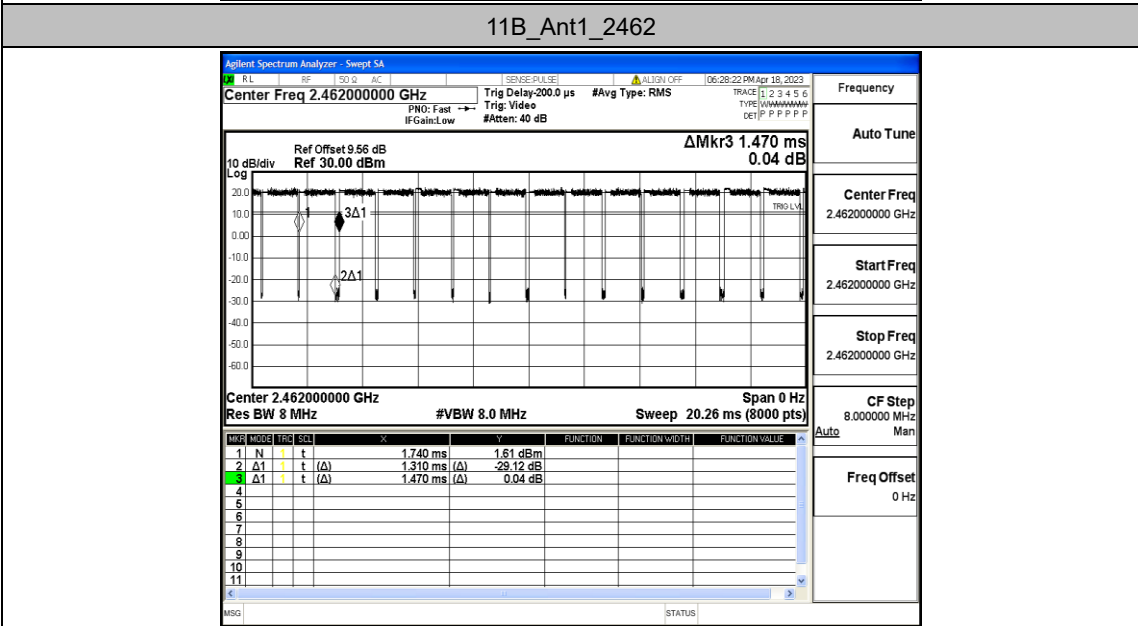 11B_Ant1_2462
Agilent Spectrum Analyzer - Swept SA
LXI RL RF 50 Ω AC SENSE:PULSE ALIGN OFF 06:28:22 PM Apr 18, 2023
Center Freq 2.462000000 GHz Trig Delay-200.0 µs #Avg Type: RMS TRACE 1 2 3 4 5 6
PNO: Fast Trig: Video TYPE
IFGain:Low #Atten: 40 dB DET P P P P P P
ΔMkr3 1.470 ms
0.04 dB
Ref Offset 9.56 dB
10 dB/div Ref 30.00 dBm
Log
20.0
TRIG LVL
10.0
1 3Δ1
0.00
-10.0
-20.0
2Δ1
-30.0
-40.0
-50.0
-60.0
Center 2.462000000 GHz Span 0 Hz
Res BW 8 MHz #VBW 8.0 MHz Sweep 20.26 ms (8000 pts)
MKR MODE TRC SCL X Y FUNCTION FUNCTION WIDTH FUNCTION VALUE
1 N 1 t 1.740 ms 1.61 dBm
2 Δ1 1 t (Δ) 1.310 ms (Δ) -29.12 dB
3 Δ1 1 t (Δ) 1.470 ms (Δ) 0.04 dB
4
5
6
7
8
9
10
11
MSG STATUS
Frequency
Auto Tune
Center Freq
2.462000000 GHz
Start Freq
2.462000000 GHz
Stop Freq
2.462000000 GHz
CF Step
8.000000 MHz
Auto Man
Freq Offset
0 Hz